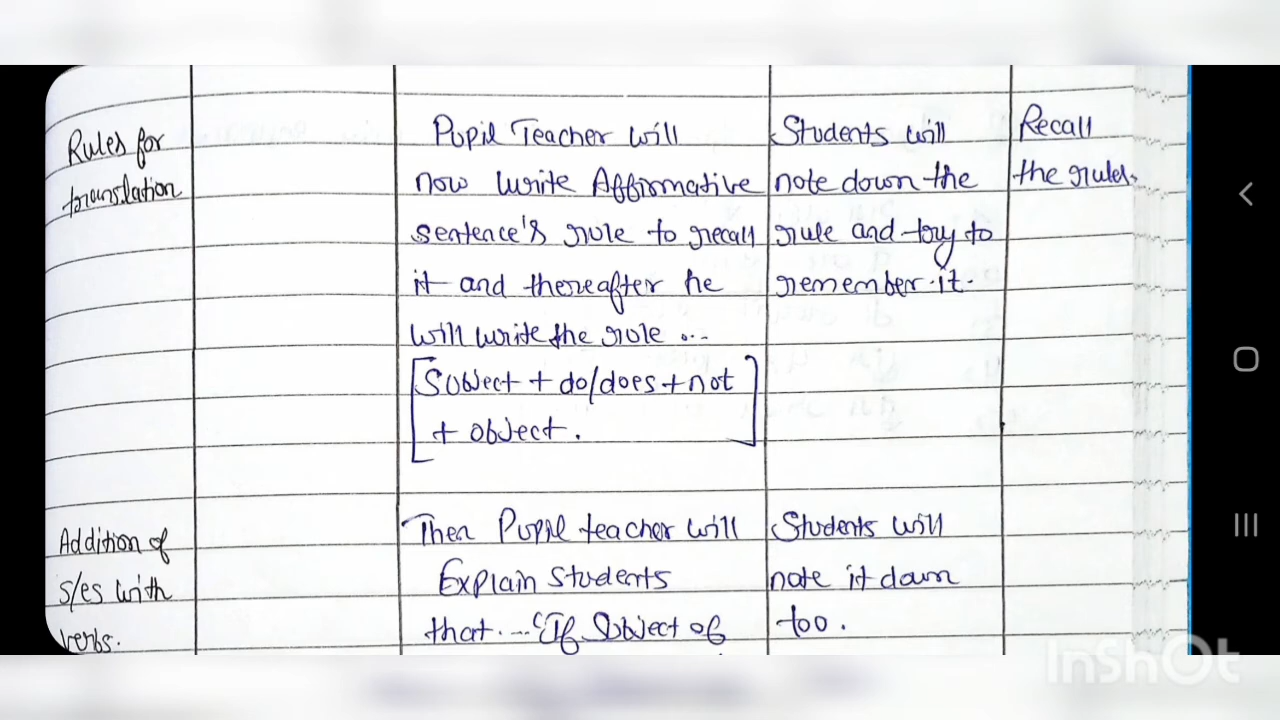 Rules for
translation
Pupil Teacher will
now write Affirmative
sentence's rule to recall
it and thereafter he
will write the rule ...
[Subject + do/does + not
+ object.]
Students will
note down the
rule and try to
remember it.
Recall
the rules.
Addition of
s/es with
verbs.
Then Pupil teacher will
Explain students
that ... "If Subject of
Students will
note it down
too.
InShOt